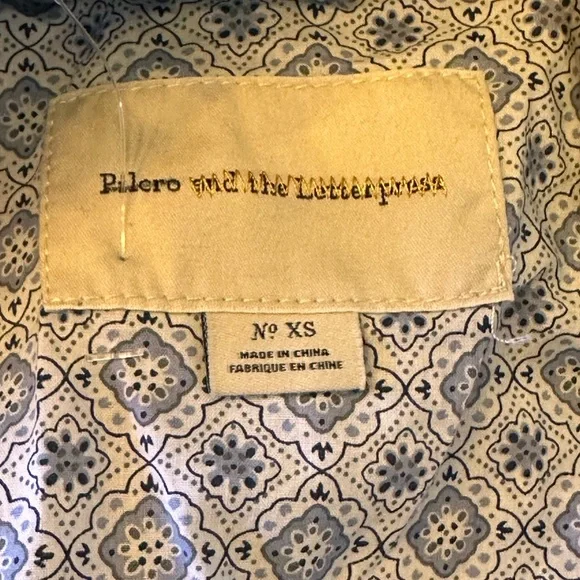 Pilcro and the Letterpress
Nº XS
MADE IN CHINA
FABRIQUE EN CHINE